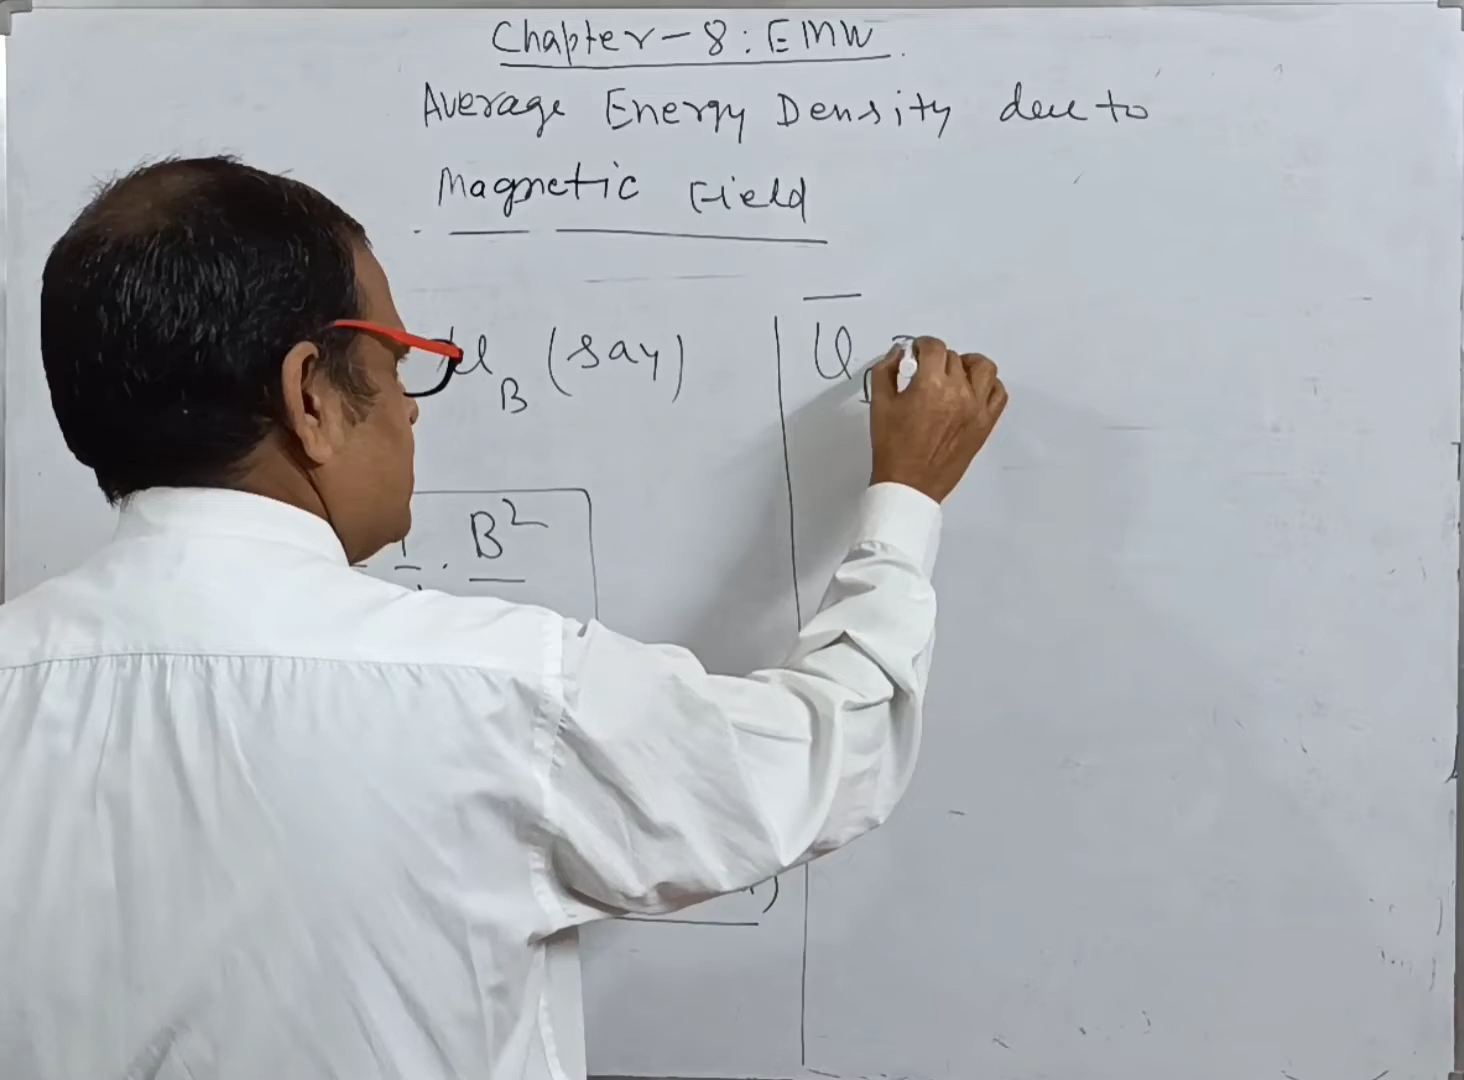 Chapter-8: EMW
Average Energy Density due to
Magnetic Field
u_B (say)
B²
U